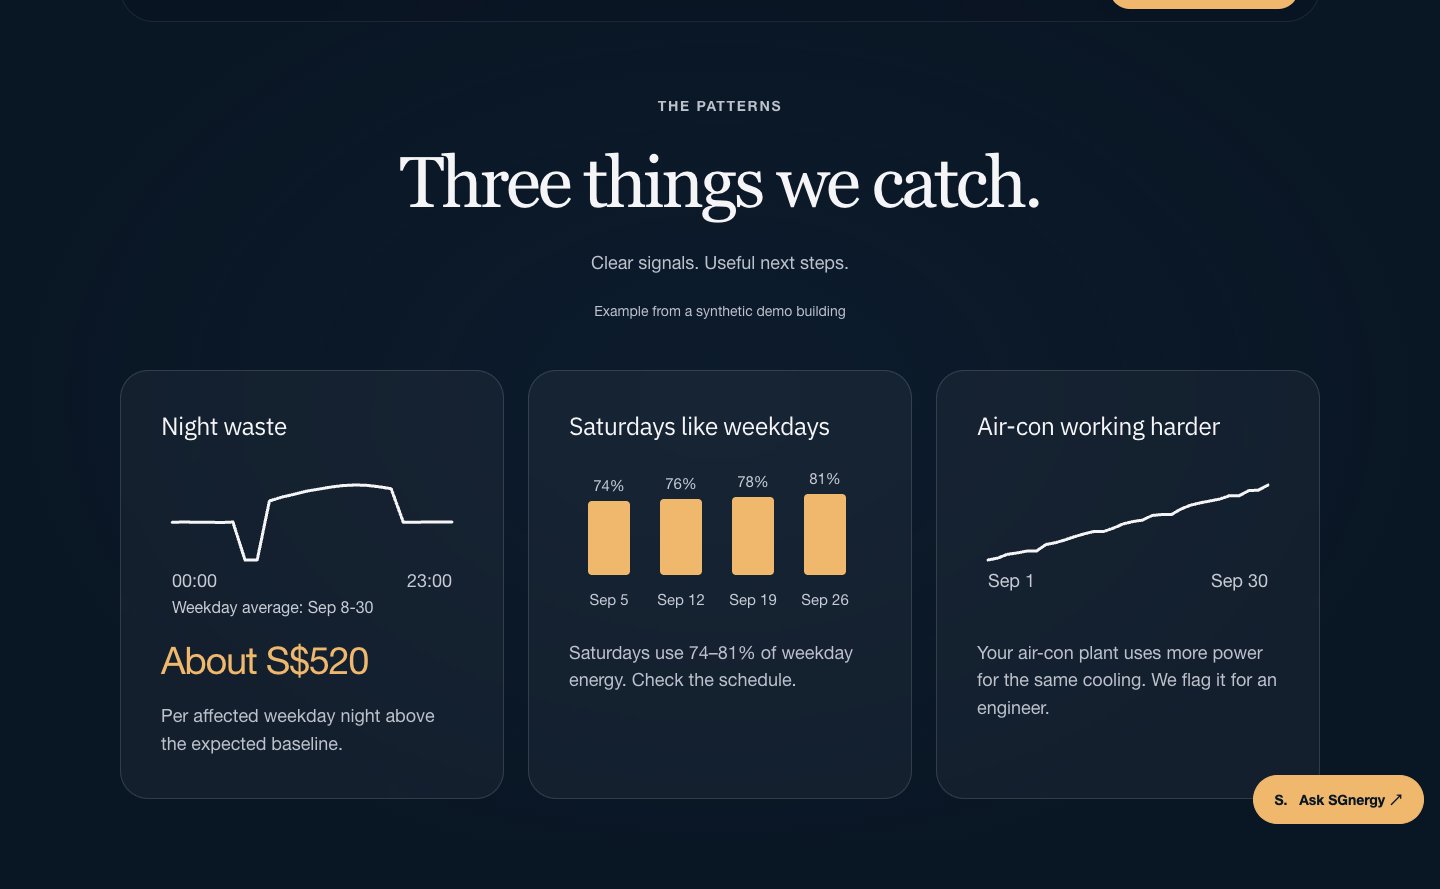 THE PATTERNS
Three things we catch.
Clear signals. Useful next steps.
Example from a synthetic demo building
Night waste
00:00
23:00
Weekday average: Sep 8-30
About S$520
Per affected weekday night above
the expected baseline.
Saturdays like weekdays
74%
76%
78%
81%
Sep 5
Sep 12
Sep 19
Sep 26
Saturdays use 74–81% of weekday
energy. Check the schedule.
Air-con working harder
Sep 1
Sep 30
Your air-con plant uses more power
for the same cooling. We flag it for an
engineer.
S. Ask SGnergy ↗